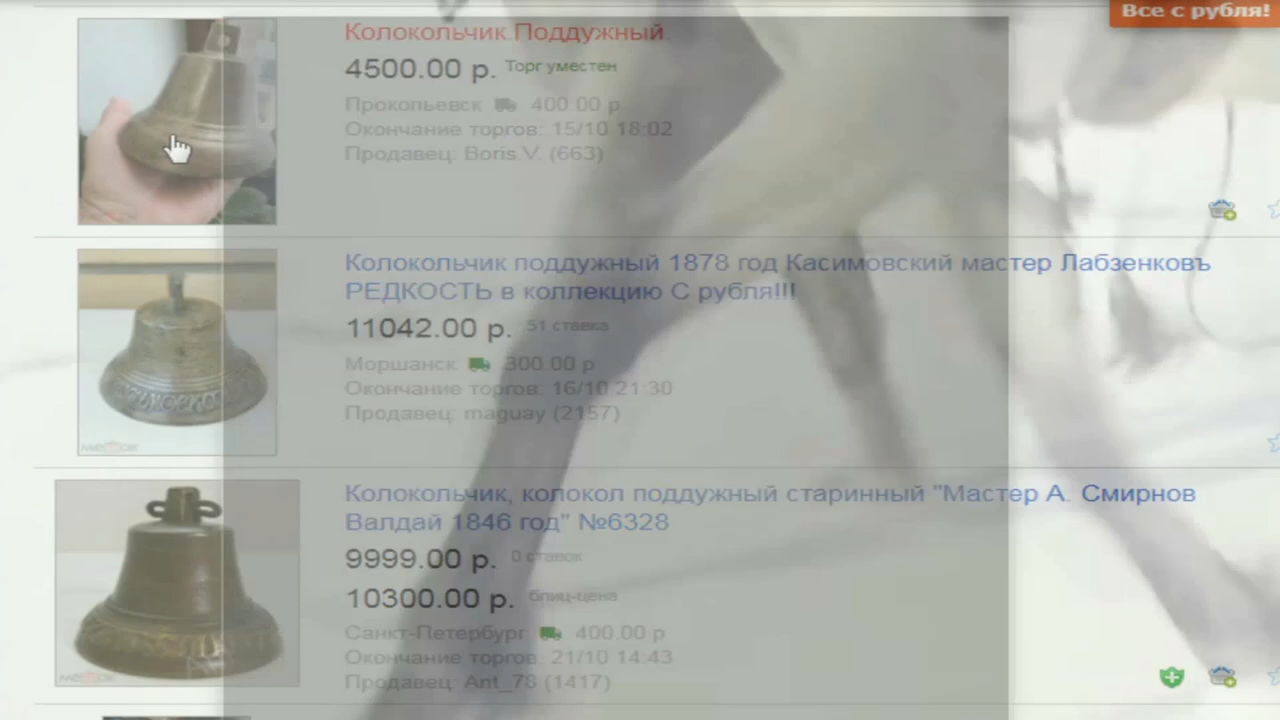 Все с рубля!
Колокольчик.Поддужный.
4500.00 р. Торг уместен
Прокопьевск 400.00 р
Окончание торгов: 15/10 18:02
Продавец: Boris.V. (663)
Колокольчик поддужный 1878 год Касимовский мастер Лабзенковъ
РЕДКОСТЬ в коллекцию С рубля!!!
11042.00 р. 51 ставка
Моршанск 300.00 р
Окончание торгов: 16/10 21:30
Продавец: maguay (2157)
Колокольчик, колокол поддужный старинный "Мастер А. Смирнов
Валдай 1846 год" №6328
9999.00 р. 0 ставок
10300.00 р. блиц-цена
Санкт-Петербург 400.00 р
Окончание торгов: 21/10 14:43
Продавец: Ant_78 (1417)